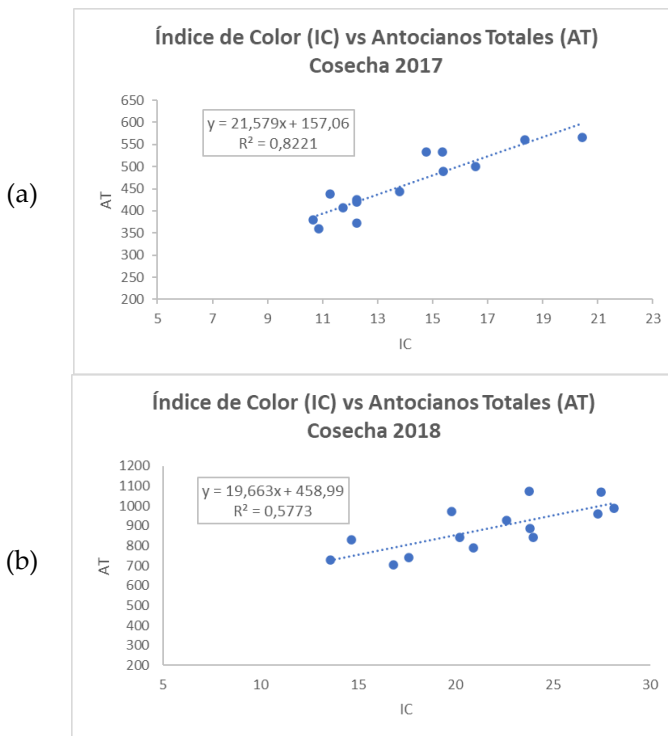 (a)
Índice de Color (IC) vs Antocianos Totales (AT)
Cosecha 2017
y = 21,579x + 157,06
R² = 0,8221
AT
650
600
550
500
450
400
350
300
250
200
5 7 9 11 13 15 17 19 21 23
IC
(b)
Índice de Color (IC) vs Antocianos Totales (AT)
Cosecha 2018
y = 19,663x + 458,99
R² = 0,5773
AT
1200
1100
1000
900
800
700
600
500
400
300
200
5 10 15 20 25 30
IC